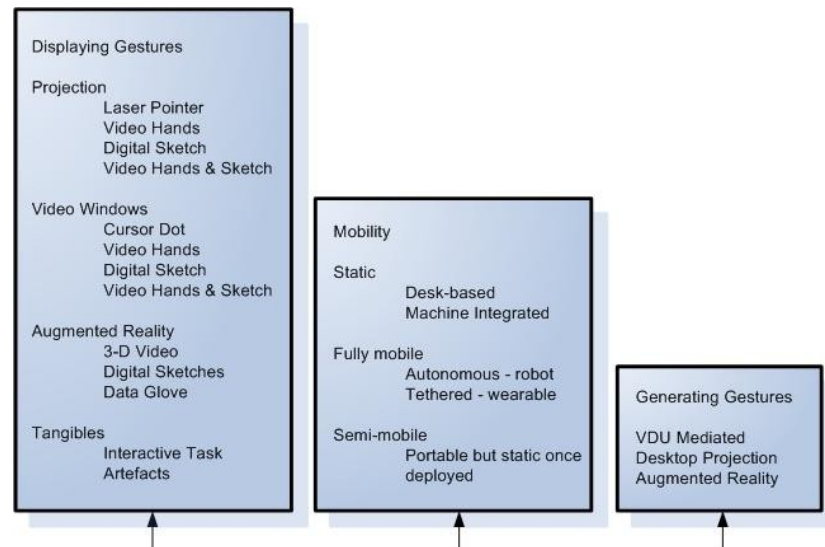 Displaying Gestures
Projection
Laser Pointer
Video Hands
Digital Sketch
Video Hands & Sketch
Video Windows
Cursor Dot
Video Hands
Digital Sketch
Video Hands & Sketch
Augmented Reality
3-D Video
Digital Sketches
Data Glove
Tangibles
Interactive Task
Artefacts
Mobility
Static
Desk-based
Machine Integrated
Fully mobile
Autonomous - robot
Tethered - wearable
Semi-mobile
Portable but static once
deployed
Generating Gestures
VDU Mediated
Desktop Projection
Augmented Reality